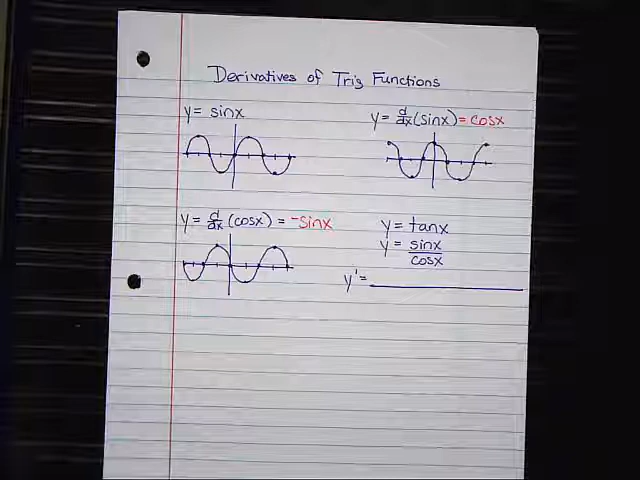 Derivatives of Trig Functions
y = sinx
y = d/dx (sinx) = cosx
y = d/dx (cosx) = -sinx
y = tanx
y = sinx/cosx
y' =